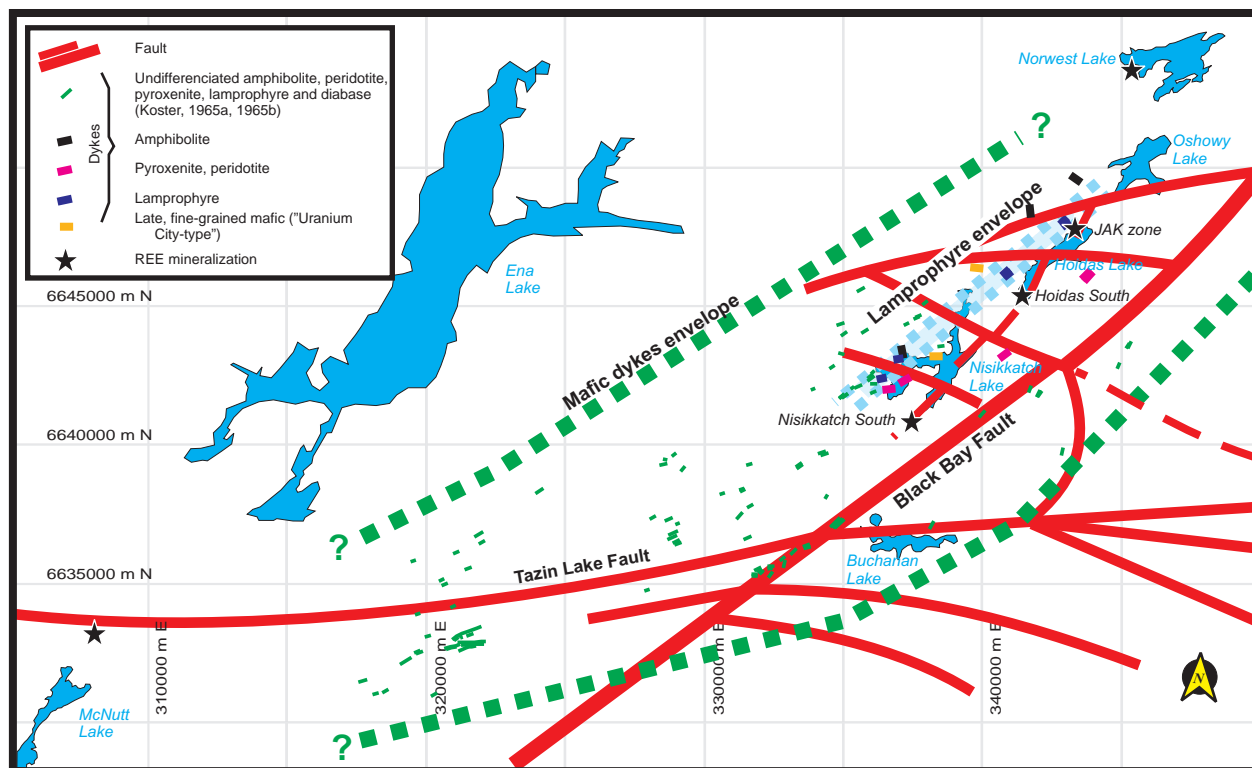 Fault
Undifferenciated amphibolite, peridotite,
pyroxenite, lamprophyre and diabase
(Koster, 1965a, 1965b)
Dykes
Amphibolite
Pyroxenite, peridotite
Lamprophyre
Late, fine-grained mafic ("Uranium
City-type")
REE mineralization
Norwest Lake
?
Oshowy
Lake
Lamprophyre envelope
JAK zone
Hoidas Lake
Ena
Lake
6645000 m N
Hoidas South
Mafic dykes envelope
Nisikkatch
Lake
Nisikkatch South
6640000 m N
Black Bay Fault
?
Tazin Lake Fault
Buchanan
Lake
6635000 m N
310000 m E
320000 m E
330000 m E
340000 m E
N
McNutt
Lake
?